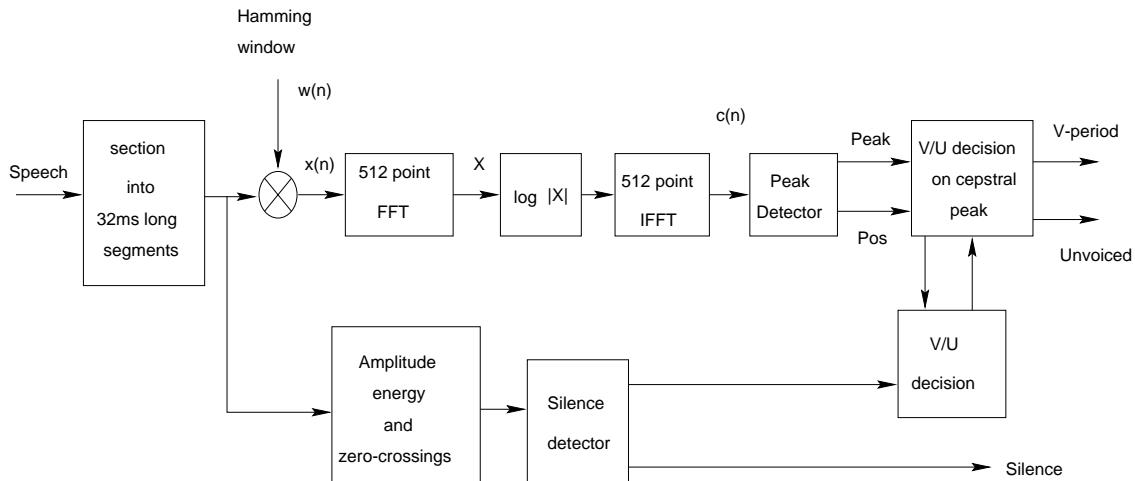 Hamming
window
w(n)
Speech
section
into
32ms long
segments
x(n)
512 point
FFT
X
log |X|
512 point
IFFT
c(n)
Peak
Detector
Peak
Pos
V/U decision
on cepstral
peak
V-period
Unvoiced
V/U
decision
Amplitude
energy
and
zero-crossings
Silence
detector
Silence